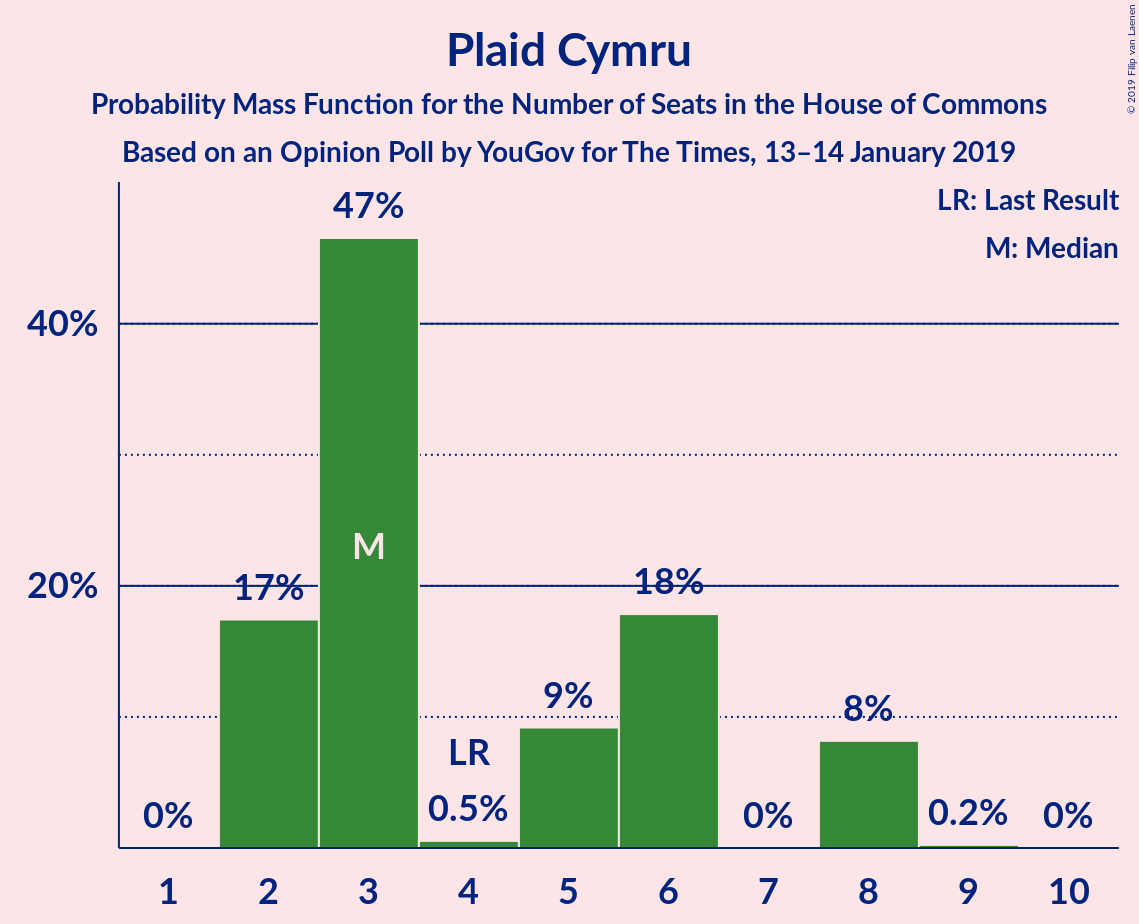 Plaid Cymru
Probability Mass Function for the Number of Seats in the House of Commons
Based on an Opinion Poll by YouGov for The Times, 13–14 January 2019
© 2019 Filip van Laenen
LR: Last Result
M: Median
47%
40%
M
20%
17%
18%
9%
8%
LR
0%
0.5%
0%
0.2%
0%
1 2 3 4 5 6 7 8 9 10